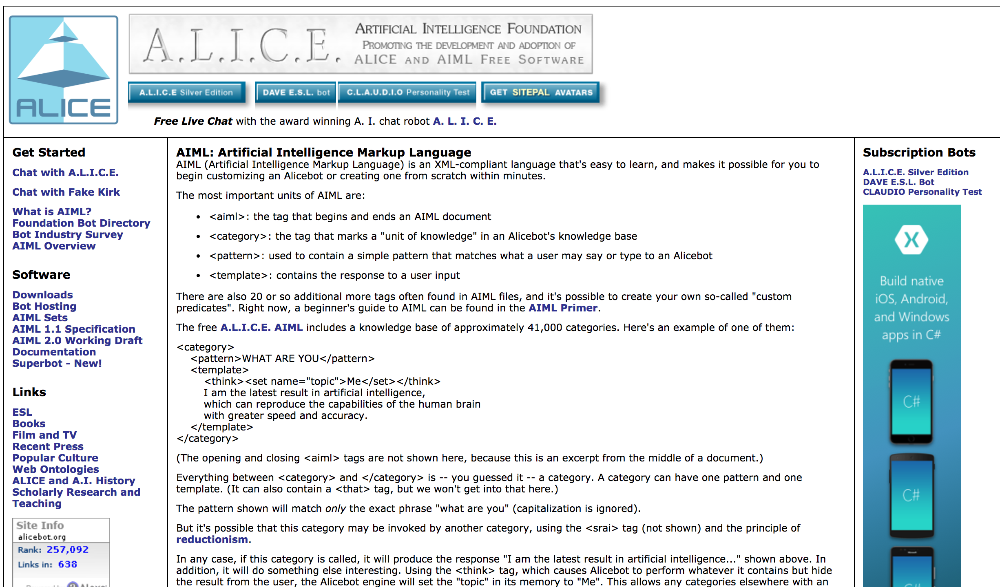 ALICE
A.L.I.C.E.
ARTIFICIAL INTELLIGENCE FOUNDATION
PROMOTING THE DEVELOPMENT AND ADOPTION OF
ALICE AND AIML FREE SOFTWARE
A.L.I.C.E Silver Edition
DAVE E.S.L. bot
C.L.A.U.D.I.O Personality Test
GET SITEPAL AVATARS
Free Live Chat with the award winning A. I. chat robot A. L. I. C. E.
Get Started
Chat with A.L.I.C.E.
Chat with Fake Kirk
What is AIML?
Foundation Bot Directory
Bot Industry Survey
AIML Overview
Software
Downloads
Bot Hosting
AIML Sets
AIML 1.1 Specification
AIML 2.0 Working Draft
Documentation
Superbot - New!
Links
ESL
Books
Film and TV
Recent Press
Popular Culture
Web Ontologies
ALICE and A.I. History
Scholarly Research and
Teaching
Site Info
alicebot.org
Rank: 257,092
Links in: 638
AIML: Artificial Intelligence Markup Language
AIML (Artificial Intelligence Markup Language) is an XML-compliant language that's easy to learn, and makes it possible for you to
begin customizing an Alicebot or creating one from scratch within minutes.
The most important units of AIML are:
• <aiml>: the tag that begins and ends an AIML document
• <category>: the tag that marks a "unit of knowledge" in an Alicebot's knowledge base
• <pattern>: used to contain a simple pattern that matches what a user may say or type to an Alicebot
• <template>: contains the response to a user input
There are also 20 or so additional more tags often found in AIML files, and it's possible to create your own so-called "custom
predicates". Right now, a beginner's guide to AIML can be found in the AIML Primer.
The free A.L.I.C.E. AIML includes a knowledge base of approximately 41,000 categories. Here's an example of one of them:
<category>
<pattern>WHAT ARE YOU</pattern>
<template>
<think><set name="topic">Me</set></think>
I am the latest result in artificial intelligence,
which can reproduce the capabilities of the human brain
with greater speed and accuracy.
</template>
</category>
(The opening and closing <aiml> tags are not shown here, because this is an excerpt from the middle of a document.)
Everything between <category> and </category> is -- you guessed it -- a category. A category can have one pattern and one
template. (It can also contain a <that> tag, but we won't get into that here.)
The pattern shown will match only the exact phrase "what are you" (capitalization is ignored).
But it's possible that this category may be invoked by another category, using the <srai> tag (not shown) and the principle of
reductionism.
In any case, if this category is called, it will produce the response "I am the latest result in artificial intelligence..." shown above. In
addition, it will do something else interesting. Using the <think> tag, which causes Alicebot to perform whatever it contains but hide
the result from the user, the Alicebot engine will set the "topic" in its memory to "Me". This allows any categories elsewhere with an
Subscription Bots
A.L.I.C.E. Silver Edition
DAVE E.S.L. Bot
CLAUDIO Personality Test
Build native
iOS, Android,
and Windows
apps in C#
C#
C#